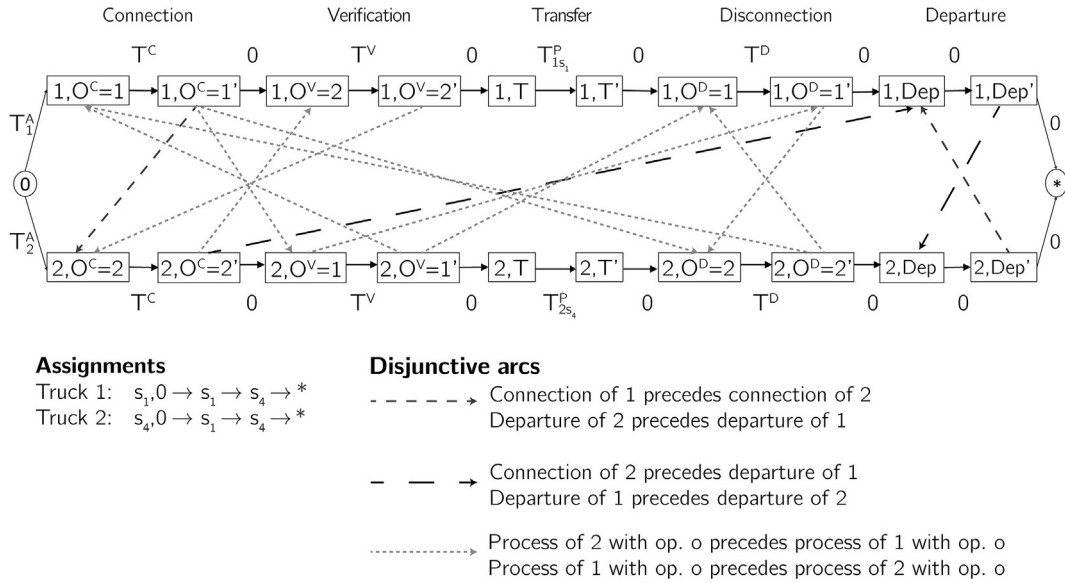 Connection Verification Transfer Disconnection Departure
T^C 0 T^V 0 T^P_{1s_1} 0 T^D 0 0
1,O^C=1 1,O^C=1' 1,O^V=2 1,O^V=2' 1,T 1,T' 1,O^D=1 1,O^D=1' 1,Dep 1,Dep'
T^A_1 0
0 *
T^A_2 0
2,O^C=2 2,O^C=2' 2,O^V=1 2,O^V=1' 2,T 2,T' 2,O^D=2 2,O^D=2' 2,Dep 2,Dep'
T^C 0 T^V 0 T^P_{2s_4} 0 T^D 0 0
Assignments
Truck 1: s_1,0 → s_1 → s_4 → *
Truck 2: s_4,0 → s_1 → s_4 → *
Disjunctive arcs
Connection of 1 precedes connection of 2
Departure of 2 precedes departure of 1
Connection of 2 precedes departure of 1
Departure of 1 precedes departure of 2
Process of 2 with op. o precedes process of 1 with op. o
Process of 1 with op. o precedes process of 2 with op. o